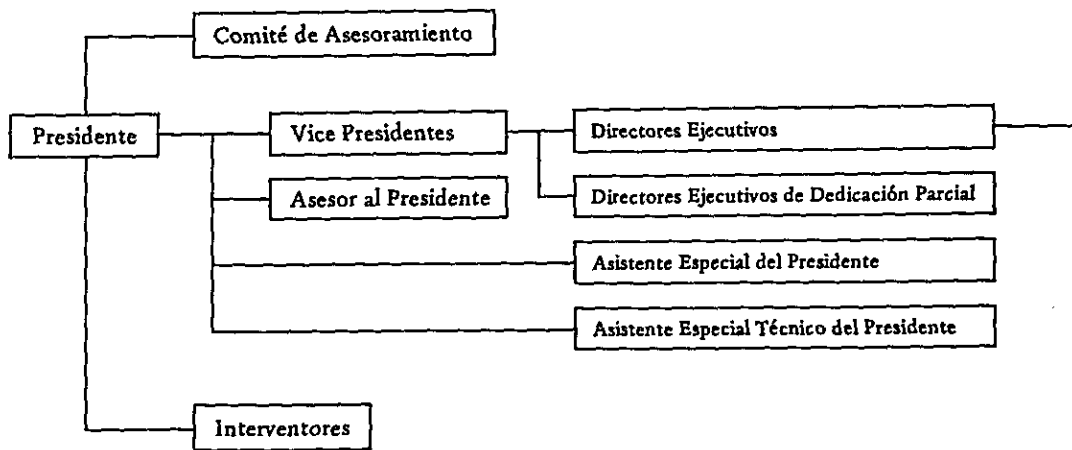 Comité de Asesoramiento
Presidente
Vice Presidentes
Directores Ejecutivos
Asesor al Presidente
Directores Ejecutivos de Dedicación Parcial
Asistente Especial del Presidente
Asistente Especial Técnico del Presidente
Interventores